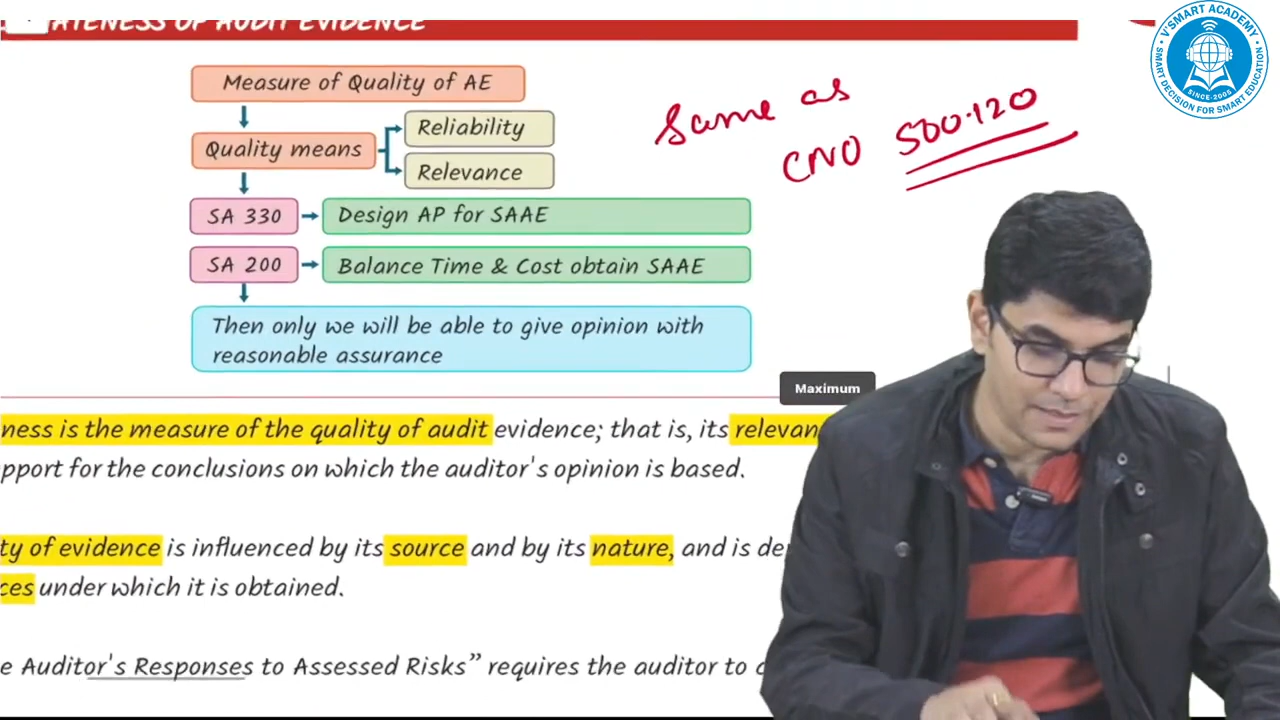 ATENESS OF AUDIT EVIDENCE
Measure of Quality of AE
Quality means
Reliability
Relevance
SA 330
Design AP for SAAE
SA 200
Balance Time & Cost obtain SAAE
Then only we will be able to give opinion with
reasonable assurance
Same as
CNO 500.120
V'SMART ACADEMY
SINCE-2005
SMART DECISION FOR SMART EDUCATION
Maximum
ness is the measure of the quality of audit evidence; that is, its relevan
pport for the conclusions on which the auditor's opinion is based.
ty of evidence is influenced by its source and by its nature, and is de
ces under which it is obtained.
e Auditor's Responses to Assessed Risks” requires the auditor to